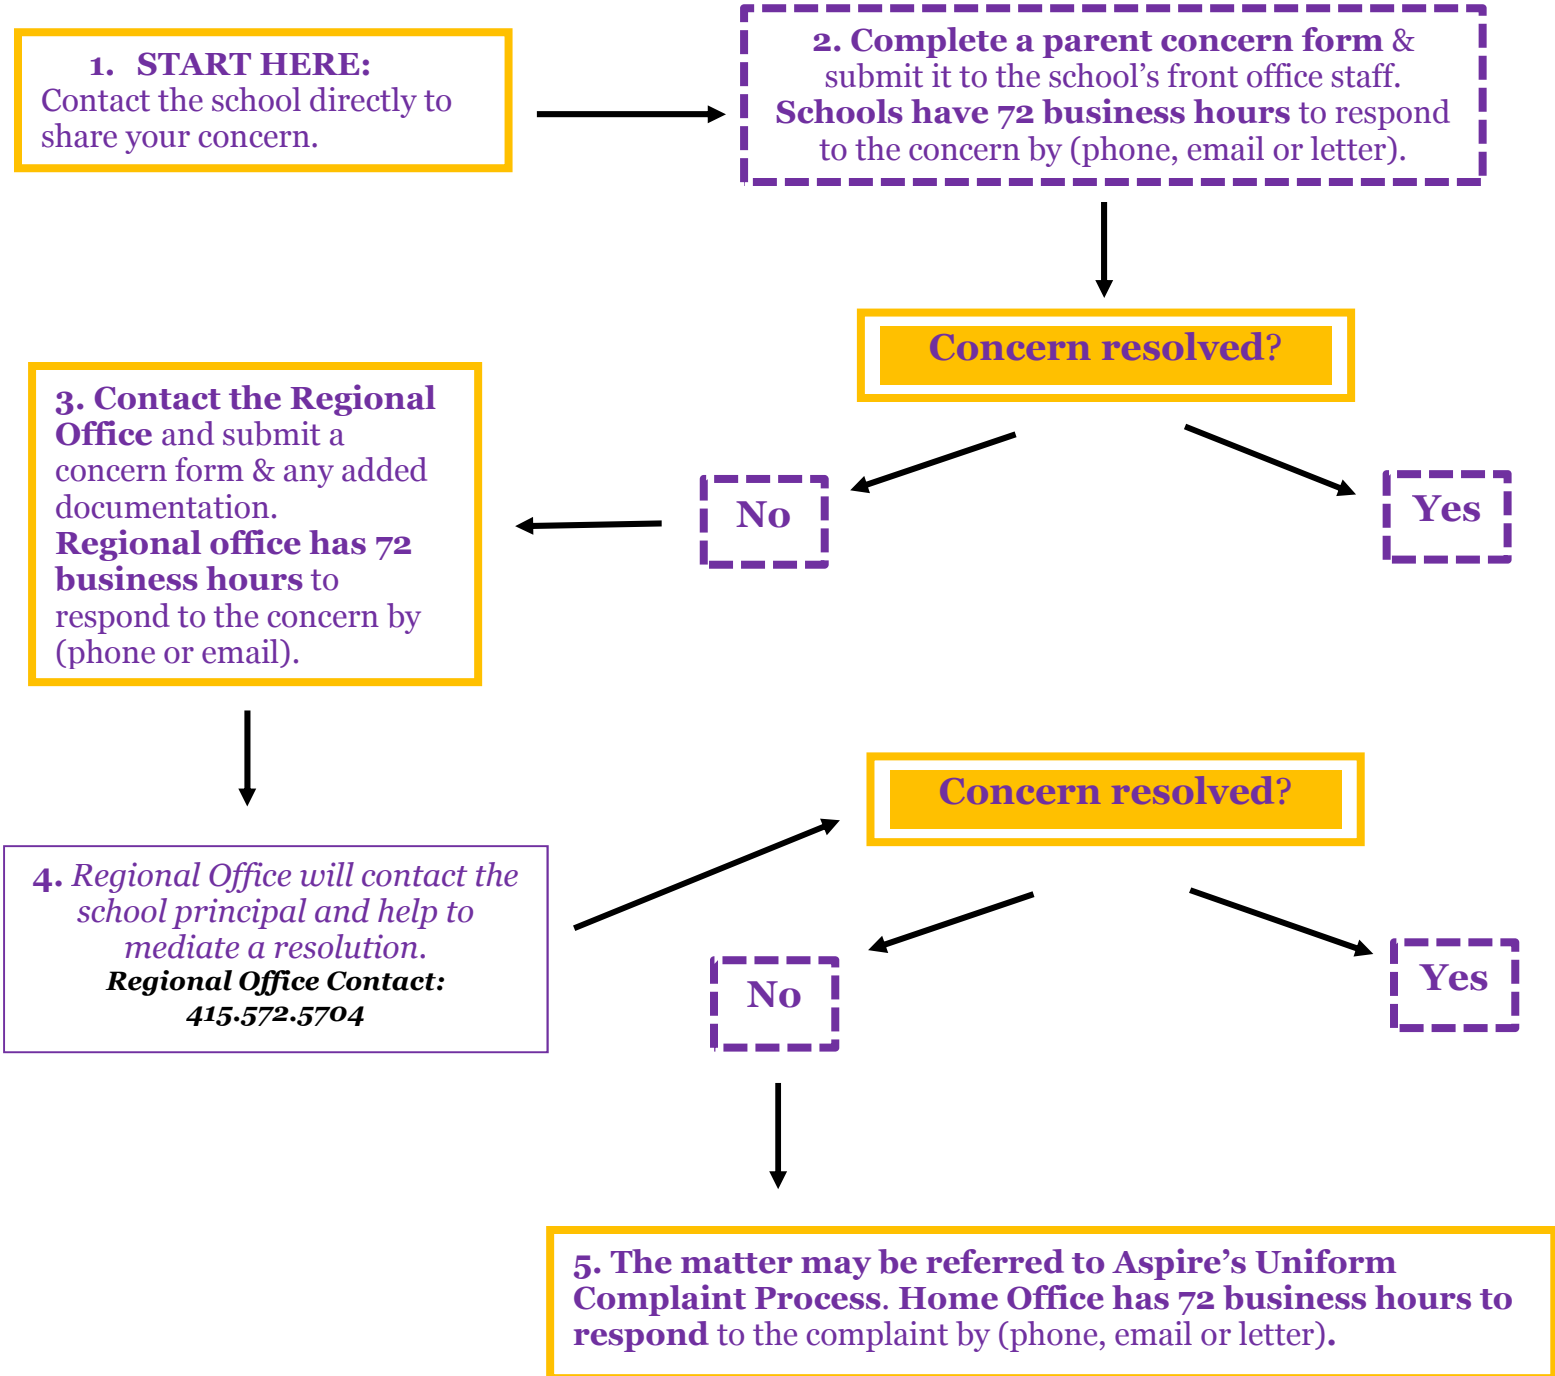 1. START HERE:
Contact the school directly to
share your concern.
2. Complete a parent concern form &
submit it to the school’s front office staff.
Schools have 72 business hours to respond
to the concern by (phone, email or letter).
Concern resolved?
No
Yes
3. Contact the Regional
Office and submit a
concern form & any added
documentation.
Regional office has 72
business hours to
respond to the concern by
(phone or email).
4. Regional Office will contact the
school principal and help to
mediate a resolution.
Regional Office Contact:
415.572.5704
Concern resolved?
No
Yes
5. The matter may be referred to Aspire’s Uniform
Complaint Process. Home Office has 72 business hours to
respond to the complaint by (phone, email or letter).